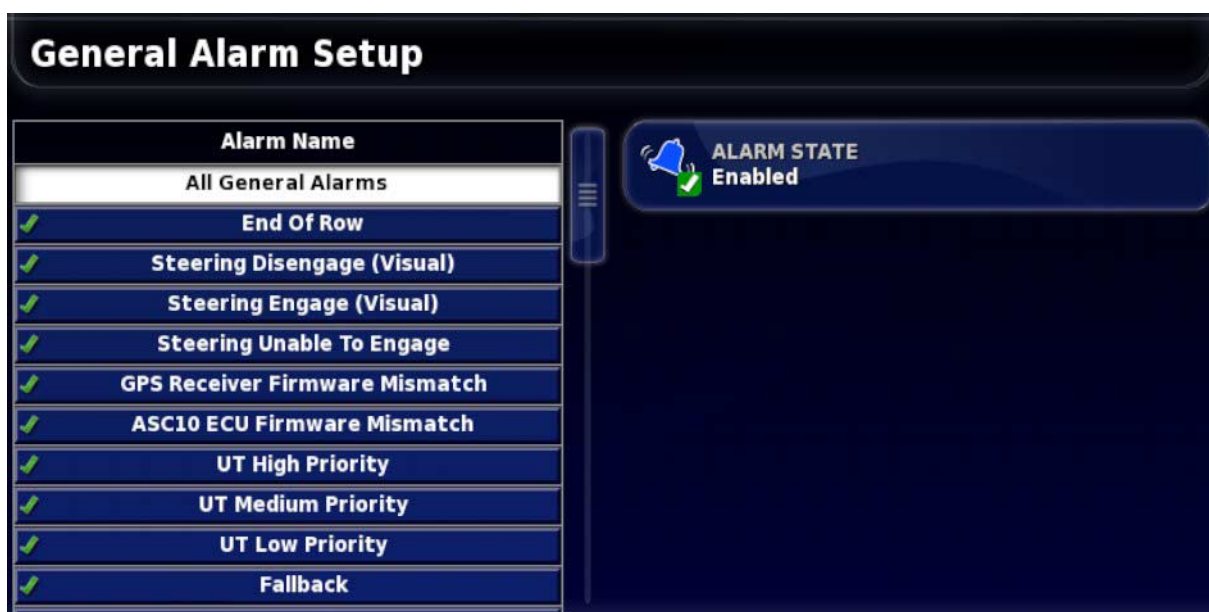 General Alarm Setup
Alarm Name
All General Alarms
End Of Row
Steering Disengage (Visual)
Steering Engage (Visual)
Steering Unable To Engage
GPS Receiver Firmware Mismatch
ASC10 ECU Firmware Mismatch
UT High Priority
UT Medium Priority
UT Low Priority
Fallback
ALARM STATE
Enabled